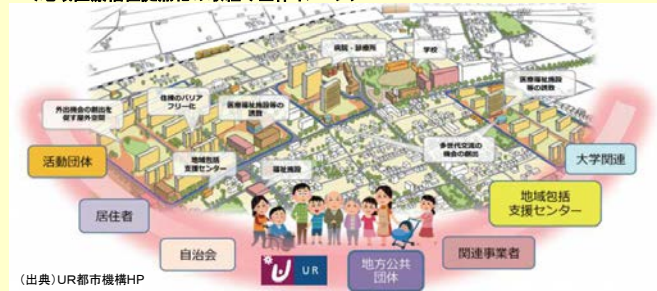 病院・診療所
学校
医療福祉施設
等の誘致
外出機会の創出を
促す屋外空間
住棟のバリア
フリー化
医療福祉施設等の
誘致
地域包括
支援センター
福祉施設
多世代交流の
機会の創出
活動団体
大学関連
居住者
地域包括
支援センター
自治会
UR
地方公共
団体
関連事業者
(出典)UR都市機構HP